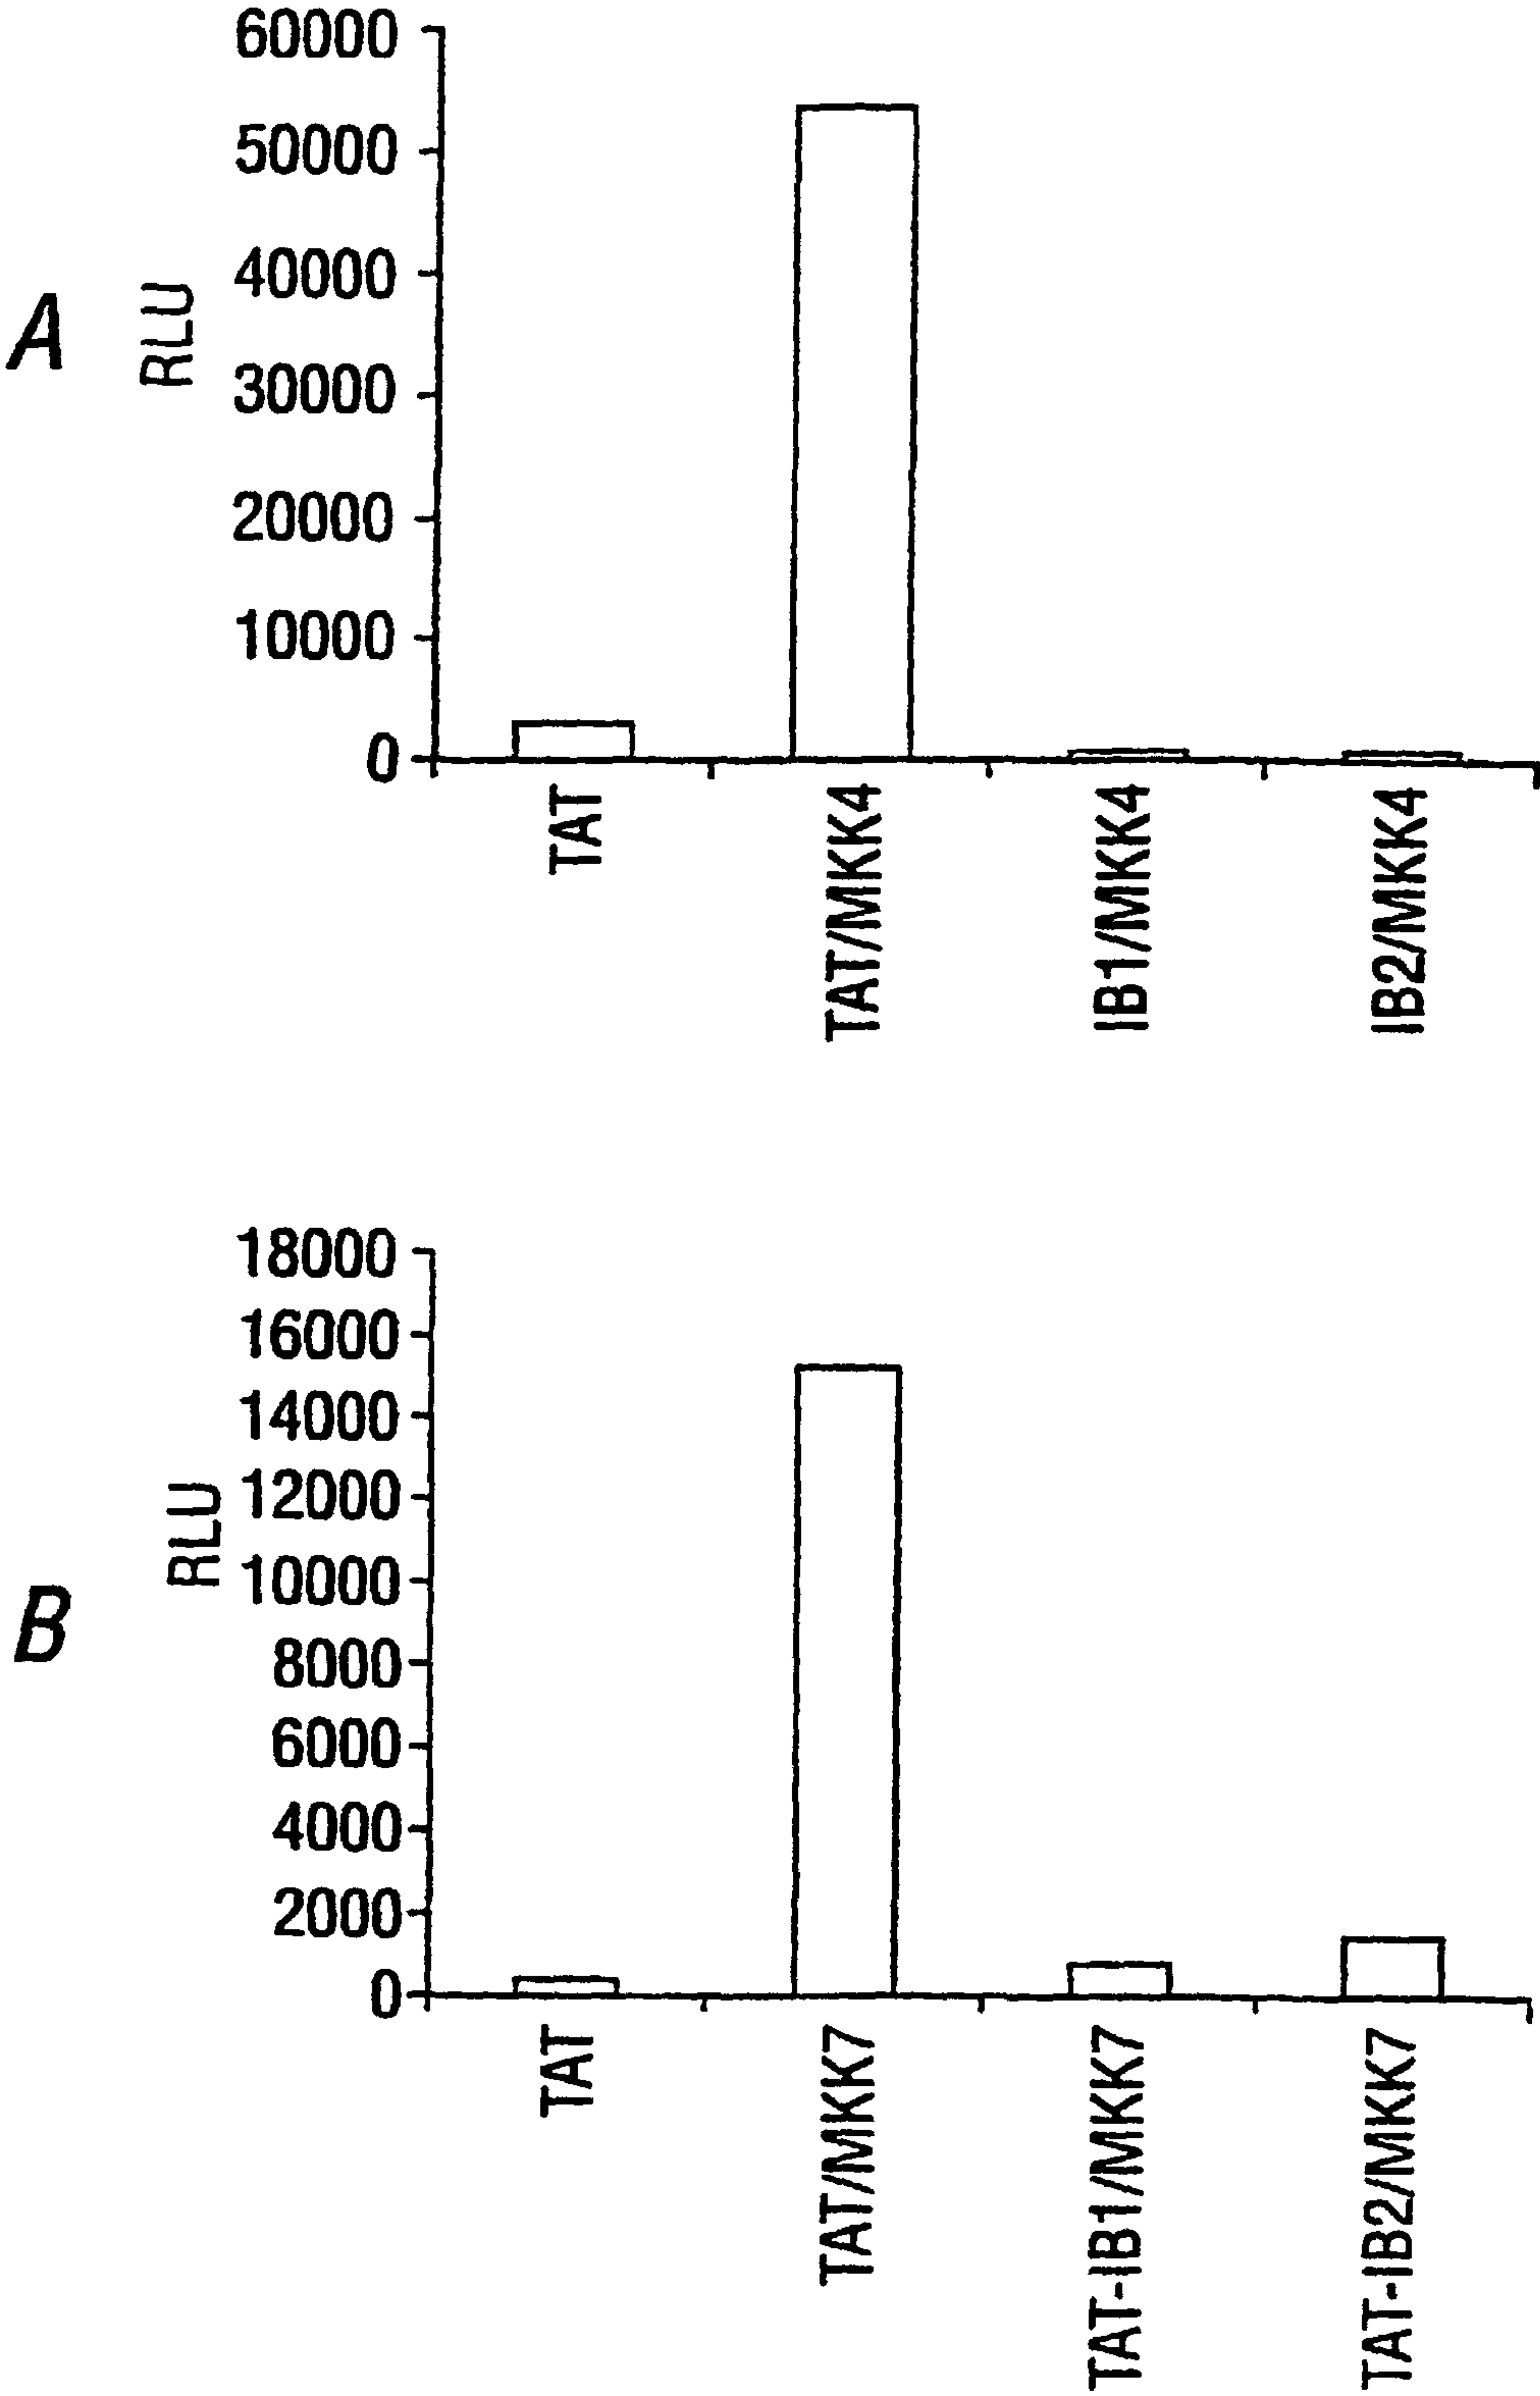 60000
50000
40000
30000
20000
10000
0
A
RLU
TAT
TAT/MKK4
IB1/MKK4
IB2/MKK4
18000
16000
14000
12000
10000
8000
6000
4000
2000
0
B
RLU
TAT
TAT/MKK7
TAT-IB1/MKK7
TAT-IB2/MKK7